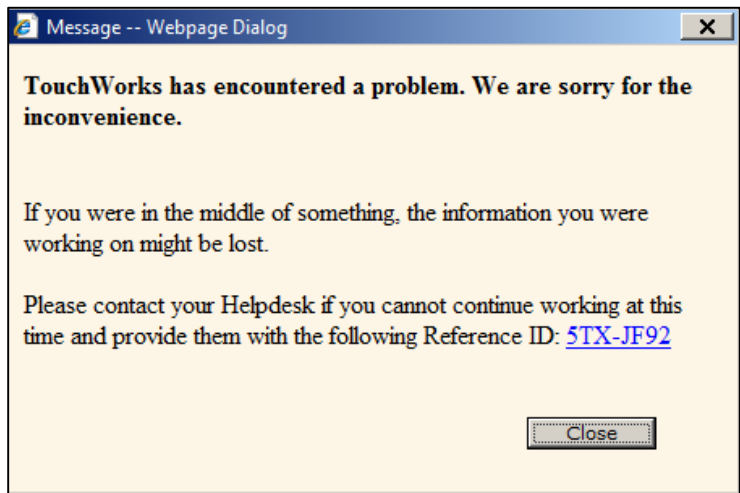 Message -- Webpage Dialog
TouchWorks has encountered a problem. We are sorry for the
inconvenience.
If you were in the middle of something, the information you were
working on might be lost.
Please contact your Helpdesk if you cannot continue working at this
time and provide them with the following Reference ID: 5TX-JF92
Close